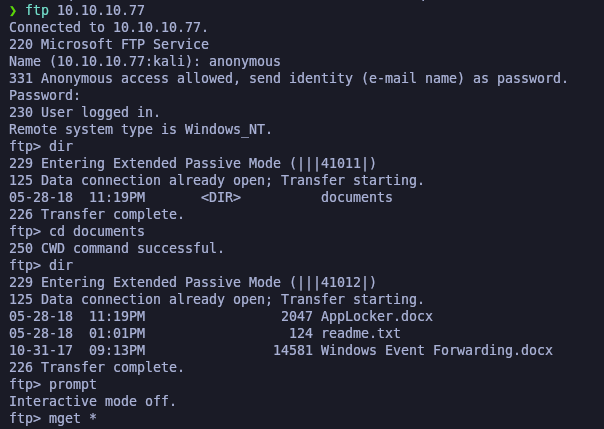 ❯ ftp 10.10.10.77
Connected to 10.10.10.77.
220 Microsoft FTP Service
Name (10.10.10.77:kali): anonymous
331 Anonymous access allowed, send identity (e-mail name) as password.
Password:
230 User logged in.
Remote system type is Windows_NT.
ftp> dir
229 Entering Extended Passive Mode (|||41011|)
125 Data connection already open; Transfer starting.
05-28-18  11:19PM       <DIR>          documents
226 Transfer complete.
ftp> cd documents
250 CWD command successful.
ftp> dir
229 Entering Extended Passive Mode (|||41012|)
125 Data connection already open; Transfer starting.
05-28-18  11:19PM                 2047 AppLocker.docx
05-28-18  01:01PM                  124 readme.txt
10-31-17  09:13PM                14581 Windows Event Forwarding.docx
226 Transfer complete.
ftp> prompt
Interactive mode off.
ftp> mget *